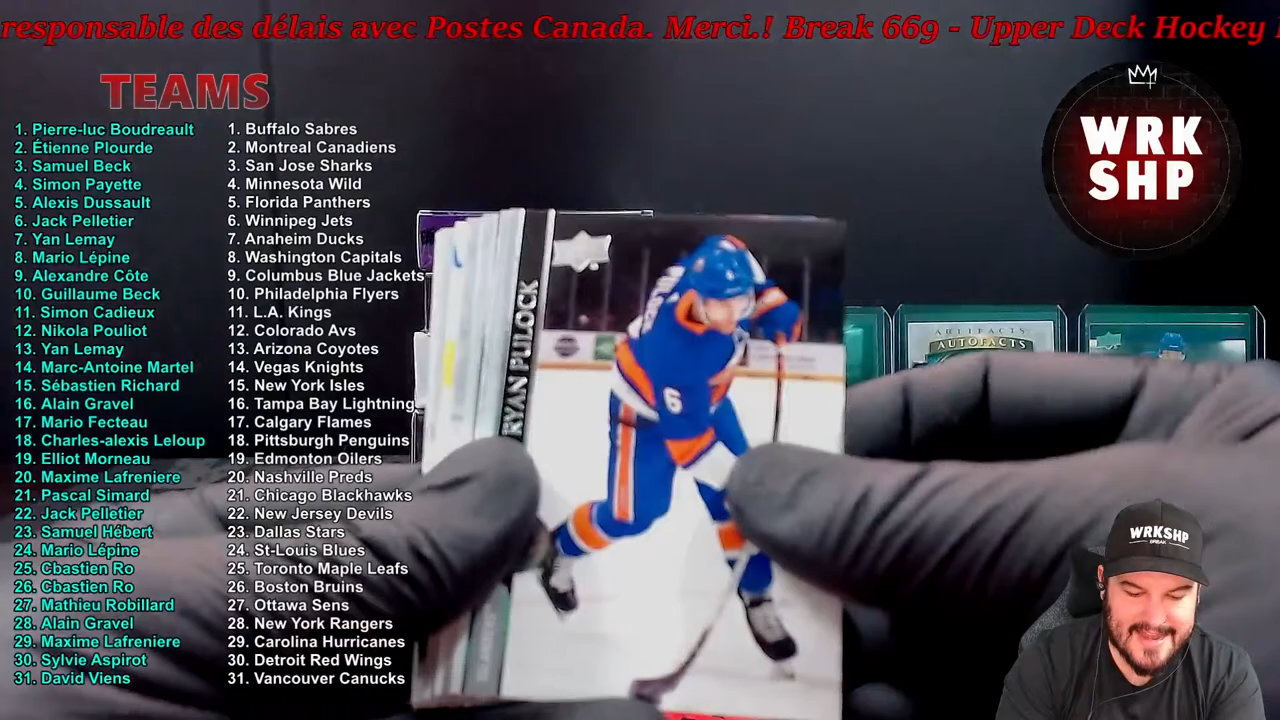 responsable des délais avec Postes Canada. Merci.! Break 669 - Upper Deck Hockey
TEAMS
1. Pierre-luc Boudreault 1. Buffalo Sabres
2. Étienne Plourde 2. Montreal Canadiens
3. Samuel Beck 3. San Jose Sharks
4. Simon Payette 4. Minnesota Wild
5. Alexis Dussault 5. Florida Panthers
6. Jack Pelletier 6. Winnipeg Jets
7. Yan Lemay 7. Anaheim Ducks
8. Mario Lépine 8. Washington Capitals
9. Alexandre Côte 9. Columbus Blue Jackets
10. Guillaume Beck 10. Philadelphia Flyers
11. Simon Cadieux 11. L.A. Kings
12. Nikola Pouliot 12. Colorado Avs
13. Yan Lemay 13. Arizona Coyotes
14. Marc-Antoine Martel 14. Vegas Knights
15. Sébastien Richard 15. New York Isles
16. Alain Gravel 16. Tampa Bay Lightning
17. Mario Fecteau 17. Calgary Flames
18. Charles-alexis Leloup 18. Pittsburgh Penguins
19. Elliot Morneau 19. Edmonton Oilers
20. Maxime Lafreniere 20. Nashville Preds
21. Pascal Simard 21. Chicago Blackhawks
22. Jack Pelletier 22. New Jersey Devils
23. Samuel Hébert 23. Dallas Stars
24. Mario Lépine 24. St-Louis Blues
25. Cbastien Ro 25. Toronto Maple Leafs
26. Cbastien Ro 26. Boston Bruins
27. Mathieu Robillard 27. Ottawa Sens
28. Alain Gravel 28. New York Rangers
29. Maxime Lafreniere 29. Carolina Hurricanes
30. Sylvie Aspirot 30. Detroit Red Wings
31. David Viens 31. Vancouver Canucks
RYAN PULOCK
6
WRK
SHP
ARTIFACTS
AUTOFACTS
WRKSHP
BREAK